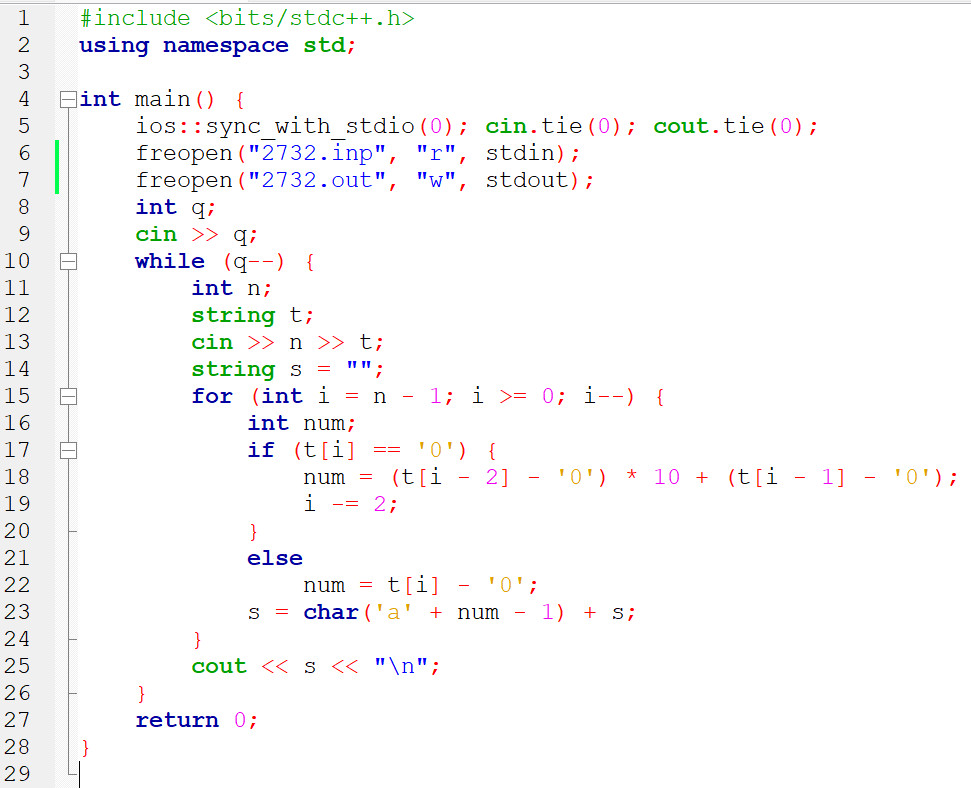 1 #include <bits/stdc++.h>
2 using namespace std;
3
4 int main() {
5     ios::sync_with_stdio(0); cin.tie(0); cout.tie(0);
6     freopen("2732.inp", "r", stdin);
7     freopen("2732.out", "w", stdout);
8     int q;
9     cin >> q;
10     while (q--) {
11         int n;
12         string t;
13         cin >> n >> t;
14         string s = "";
15         for (int i = n - 1; i >= 0; i--) {
16             int num;
17             if (t[i] == '0') {
18                 num = (t[i - 2] - '0') * 10 + (t[i - 1] - '0');
19                 i -= 2;
20             }
21             else
22                 num = t[i] - '0';
23             s = char('a' + num - 1) + s;
24         }
25         cout << s << "\n";
26     }
27     return 0;
28 }
29